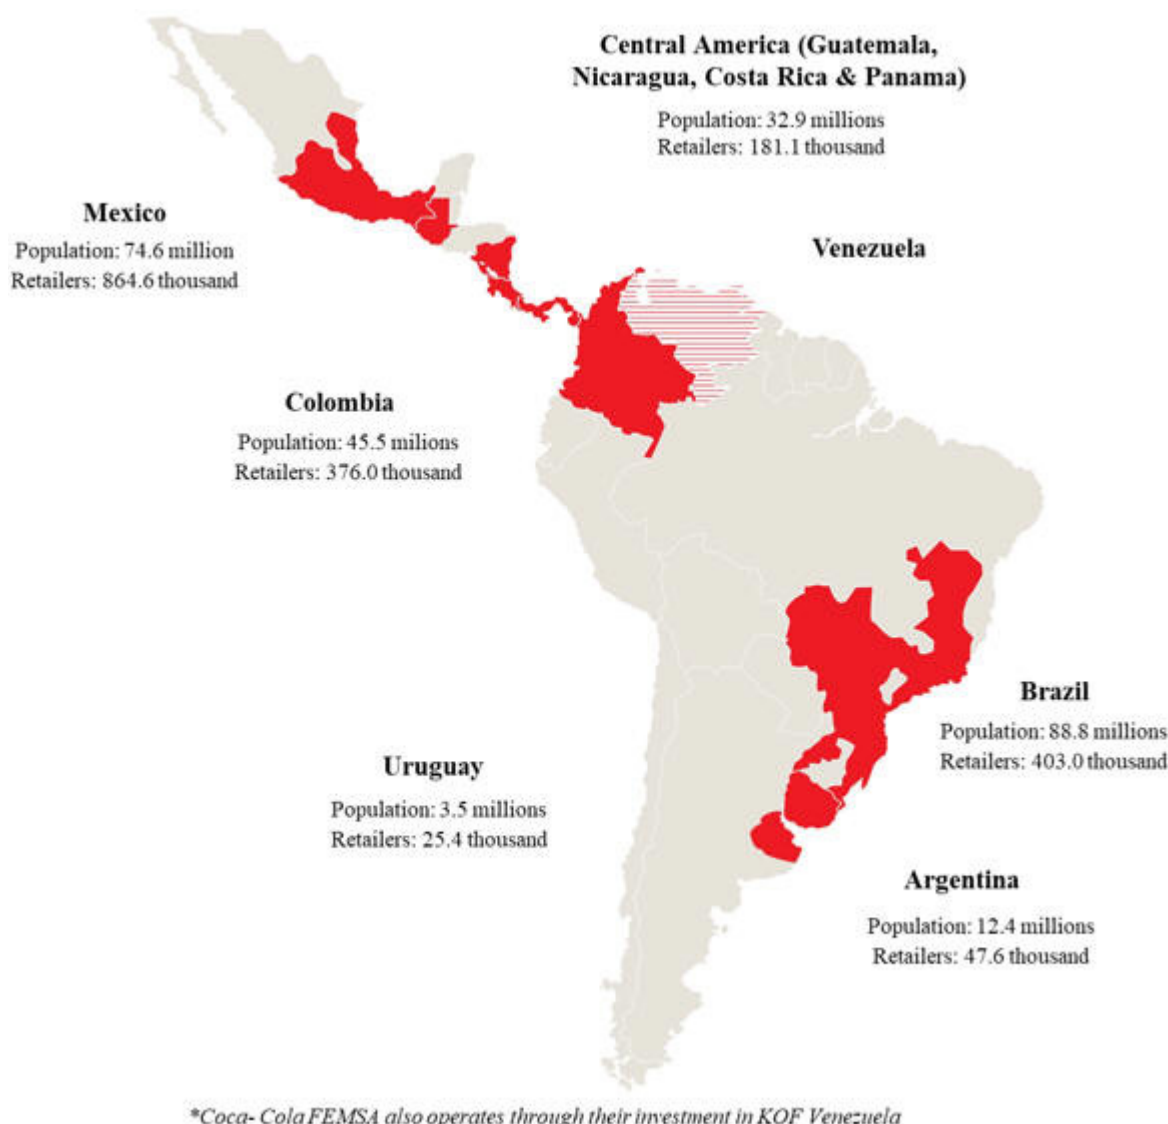 Central America (Guatemala,
Nicaragua, Costa Rica & Panama)
Population: 32.9 millions
Retailers: 181.1 thousand
Mexico
Population: 74.6 million
Retailers: 864.6 thousand
Venezuela
Colombia
Population: 45.5 milions
Retailers: 376.0 thousand
Brazil
Population: 88.8 millions
Retailers: 403.0 thousand
Uruguay
Population: 3.5 millions
Retailers: 25.4 thousand
Argentina
Population: 12.4 millions
Retailers: 47.6 thousand
*Coca- Cola FEMSA also operates through their investment in KOF Venezuela